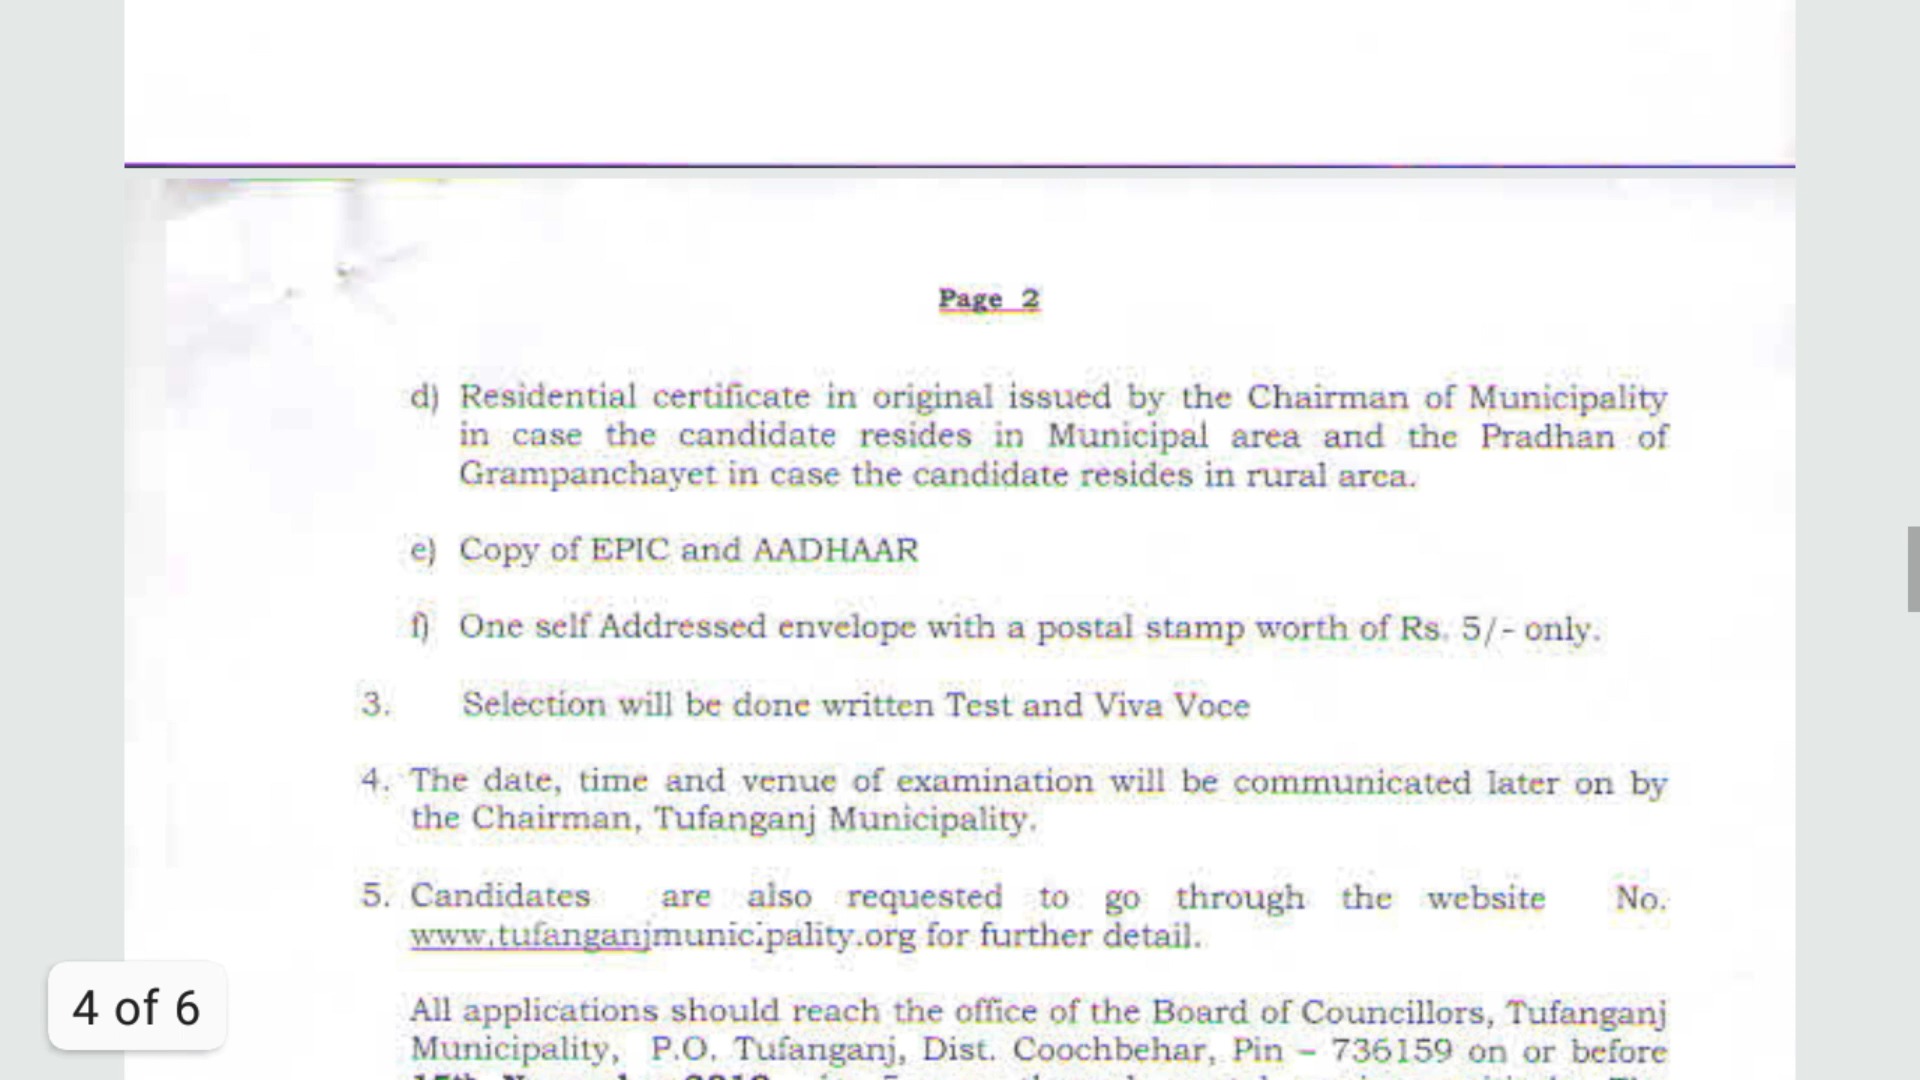 Page 2
d) Residential certificate in original issued by the Chairman of Municipality
in case the candidate resides in Municipal area and the Pradhan of
Grampanchayet in case the candidate resides in rural area.
e) Copy of EPIC and AADHAAR
f) One self Addressed envelope with a postal stamp worth of Rs. 5/- only.
3. Selection will be done written Test and Viva Voce
4. The date, time and venue of examination will be communicated later on by
the Chairman, Tufanganj Municipality.
5. Candidates are also requested to go through the website No.
www.tufanganjmunicipality.org for further detail.
All applications should reach the office of the Board of Councillors, Tufanganj
Municipality, P.O. Tufanganj, Dist. Coochbehar, Pin – 736159 on or before
4 of 6